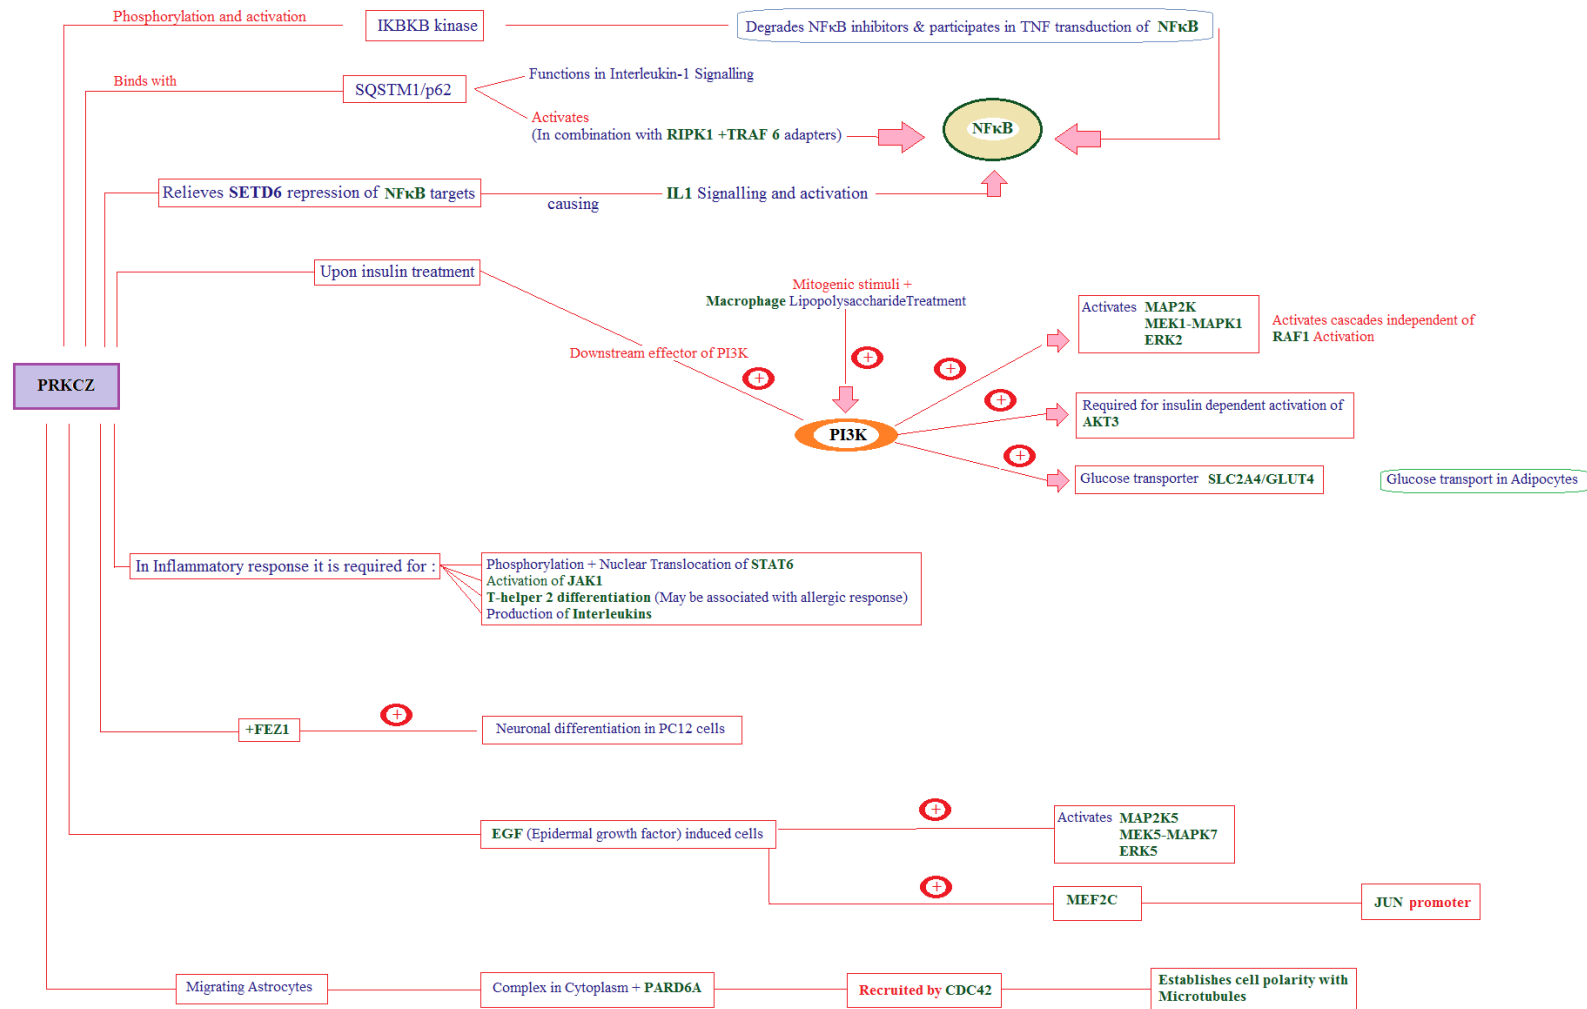 Phosphorylation and activation
IKBKB kinase
Degrades NFκB inhibitors & participates in TNF transduction of NFκB
Binds with
SQSTM1/p62
Functions in Interleukin-1 Signalling
Activates
(In combination with RIPK1 +TRAF 6 adapters)
NFκB
Relieves SETD6 repression of NFκB targets
causing
IL1 Signalling and activation
Upon insulin treatment
Mitogenic stimuli +
Macrophage LipopolysaccharideTreatment
Downstream effector of PI3K
+
+
+
+
+
PI3K
Activates MAP2K
MEK1-MAPK1
ERK2
Activates cascades independent of
RAF1 Activation
Required for insulin dependent activation of
AKT3
Glucose transporter SLC2A4/GLUT4
Glucose transport in Adipocytes
PRKCZ
In Inflammatory response it is required for :
Phosphorylation + Nuclear Translocation of STAT6
Activation of JAK1
T-helper 2 differentiation (May be associated with allergic response)
Production of Interleukins
+FEZ1
+
Neuronal differentiation in PC12 cells
EGF (Epidermal growth factor) induced cells
+
Activates MAP2K5
MEK5-MAPK7
ERK5
+
MEF2C
JUN promoter
Migrating Astrocytes
Complex in Cytoplasm + PARD6A
Recruited by CDC42
Establishes cell polarity with
Microtubules